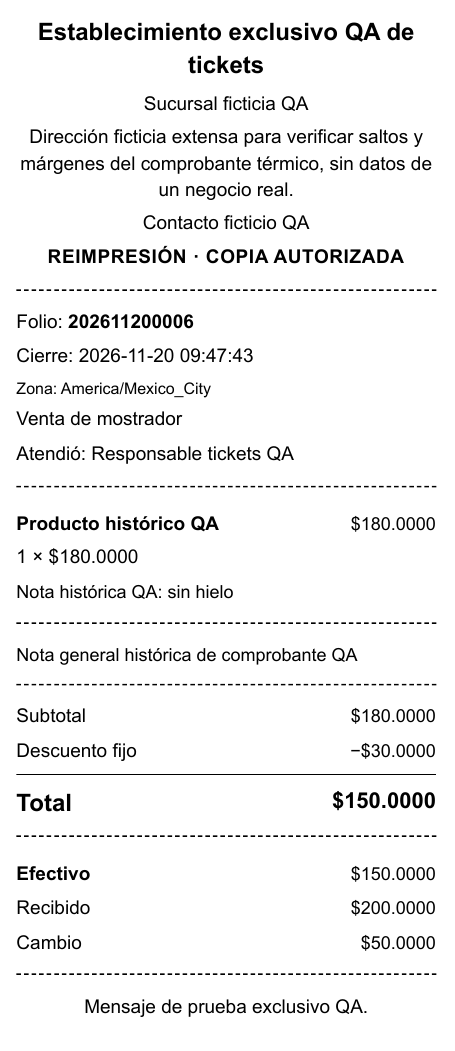 Establecimiento exclusivo QA de
tickets
Sucursal ficticia QA
Dirección ficticia extensa para verificar saltos y
márgenes del comprobante térmico, sin datos de
un negocio real.
Contacto ficticio QA
REIMPRESIÓN · COPIA AUTORIZADA
Folio: 202611200006
Cierre: 2026-11-20 09:47:43
Zona: America/Mexico_City
Venta de mostrador
Atendió: Responsable tickets QA
Producto histórico QA $180.0000
1 × $180.0000
Nota histórica QA: sin hielo
Nota general histórica de comprobante QA
Subtotal $180.0000
Descuento fijo −$30.0000
Total $150.0000
Efectivo $150.0000
Recibido $200.0000
Cambio $50.0000
Mensaje de prueba exclusivo QA.